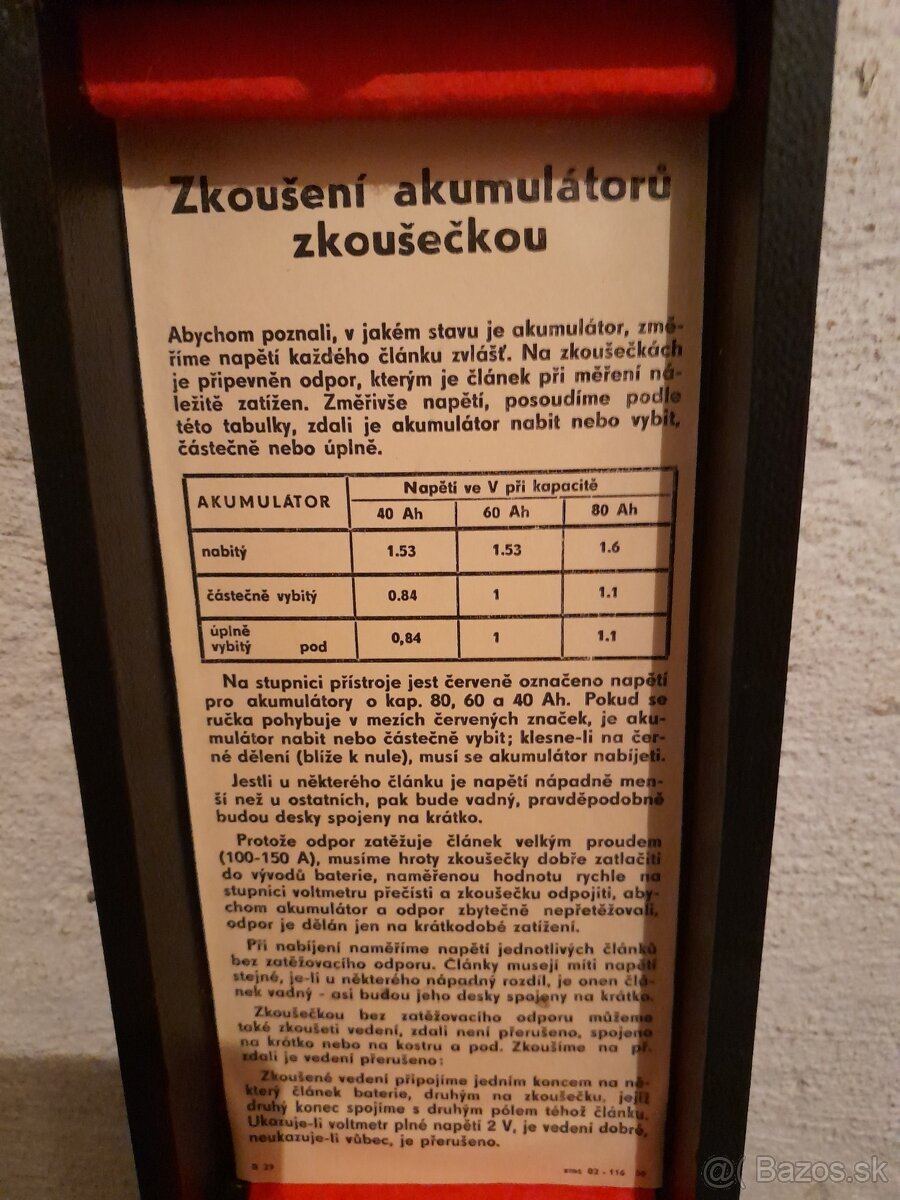 Zkoušení akumulátorů
zkoušečkou
Abychom poznali, v jakém stavu je akumulátor, změ-
říme napětí každého článku zvlášť. Na zkoušečkách
je připevněn odpor, kterým je článek při měření ná-
ležitě zatížen. Změřivše napětí, posoudíme podle
této tabulky, zdali je akumulátor nabit nebo vybit,
částečně nebo úplně.
AKUMULÁTOR
Napětí ve V při kapacitě
40 Ah 60 Ah 80 Ah
nabitý 1.53 1.53 1.6
částečně vybitý 0.84 1 1.1
úplně
vybitý pod 0,84 1 1.1
Na stupnici přístroje jest červeně označeno napětí
pro akumulátory o kap. 80, 60 a 40 Ah. Pokud se
ručka pohybuje v mezích červených značek, je aku-
mulátor nabit nebo částečně vybit; klesne-li na čer-
né dělení (blíže k nule), musí se akumulátor nabíjeti.
Jestli u některého článku je napětí nápadně men-
ší než u ostatních, pak bude vadný, pravděpodobně
budou desky spojeny na krátko.
Protože odpor zatěžuje článek velkým proudem
(100-150 A), musíme hroty zkoušečky dobře zatlačiti
do vývodů baterie, naměřenou hodnotu rychle na
stupnici voltmetru přečísti a zkoušečku odpojiti, aby-
chom akumulátor a odpor zbytečně nepřetěžovali,
odpor je dělán jen na krátkodobé zatížení.
Při nabíjení naměříme napětí jednotlivých článků
bez zatěžovacího odporu. Články musejí míti napětí
stejné, je-li u některého nápadný rozdíl, je onen člá-
nek vadný - asi budou jeho desky spojeny na krátko.
Zkoušečkou bez zatěžovacího odporu můžeme
také zkoušeti vedení, zdali není přerušeno, spojeno
na krátko nebo na kostru a pod. Zkoušíme na př.
zdali je vedení přerušeno:
Zkoušené vedení připojíme jedním koncem na ně-
který článek baterie, druhým na zkoušečku, jejíž
druhý konec spojíme s druhým pólem téhož článku.
Ukazuje-li voltmetr plné napětí 2 V, je vedení dobré,
neukazuje-li vůbec, je přerušeno.
B 29
02 - 116
@( Bazos.sk